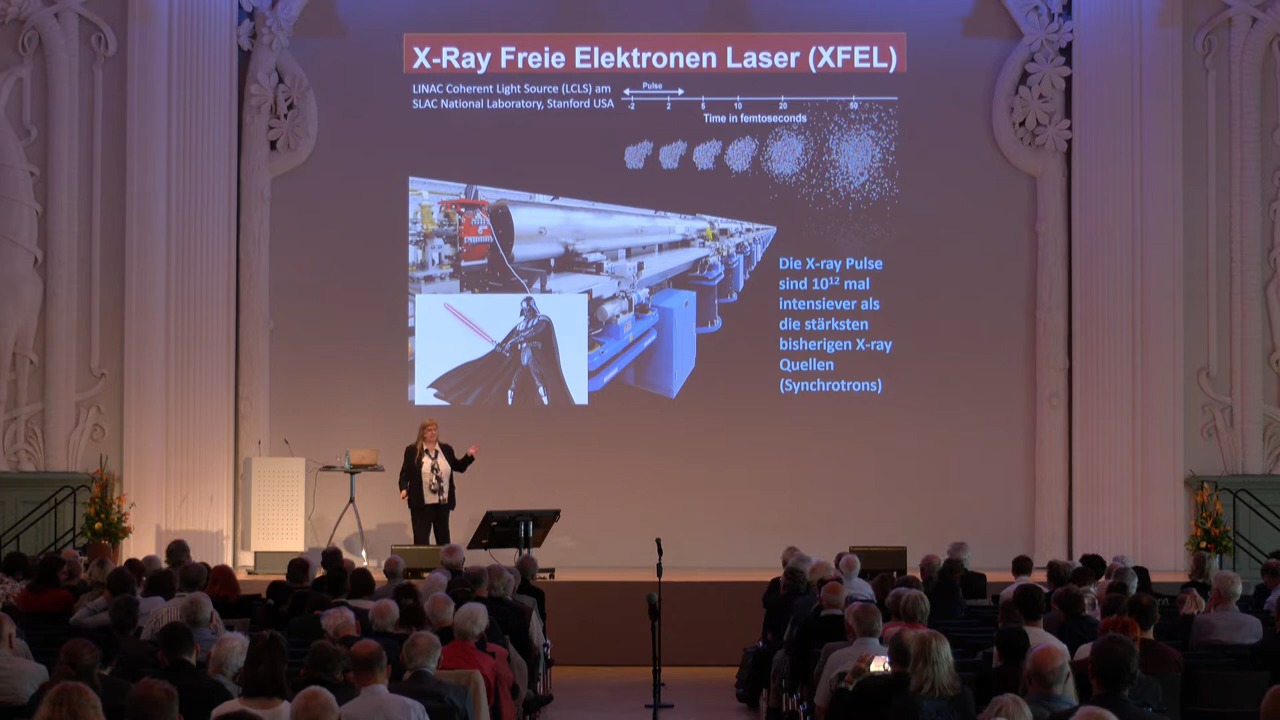 X-Ray Freie Elektronen Laser (XFEL)
LINAC Coherent Light Source (LCLS) am
SLAC National Laboratory, Stanford USA
Pulse
-2 2 5 10 20 50
Time in femtoseconds
Die X-ray Pulse
sind 10¹² mal
intensiever als
die stärksten
bisherigen X-ray
Quellen
(Synchrotrons)